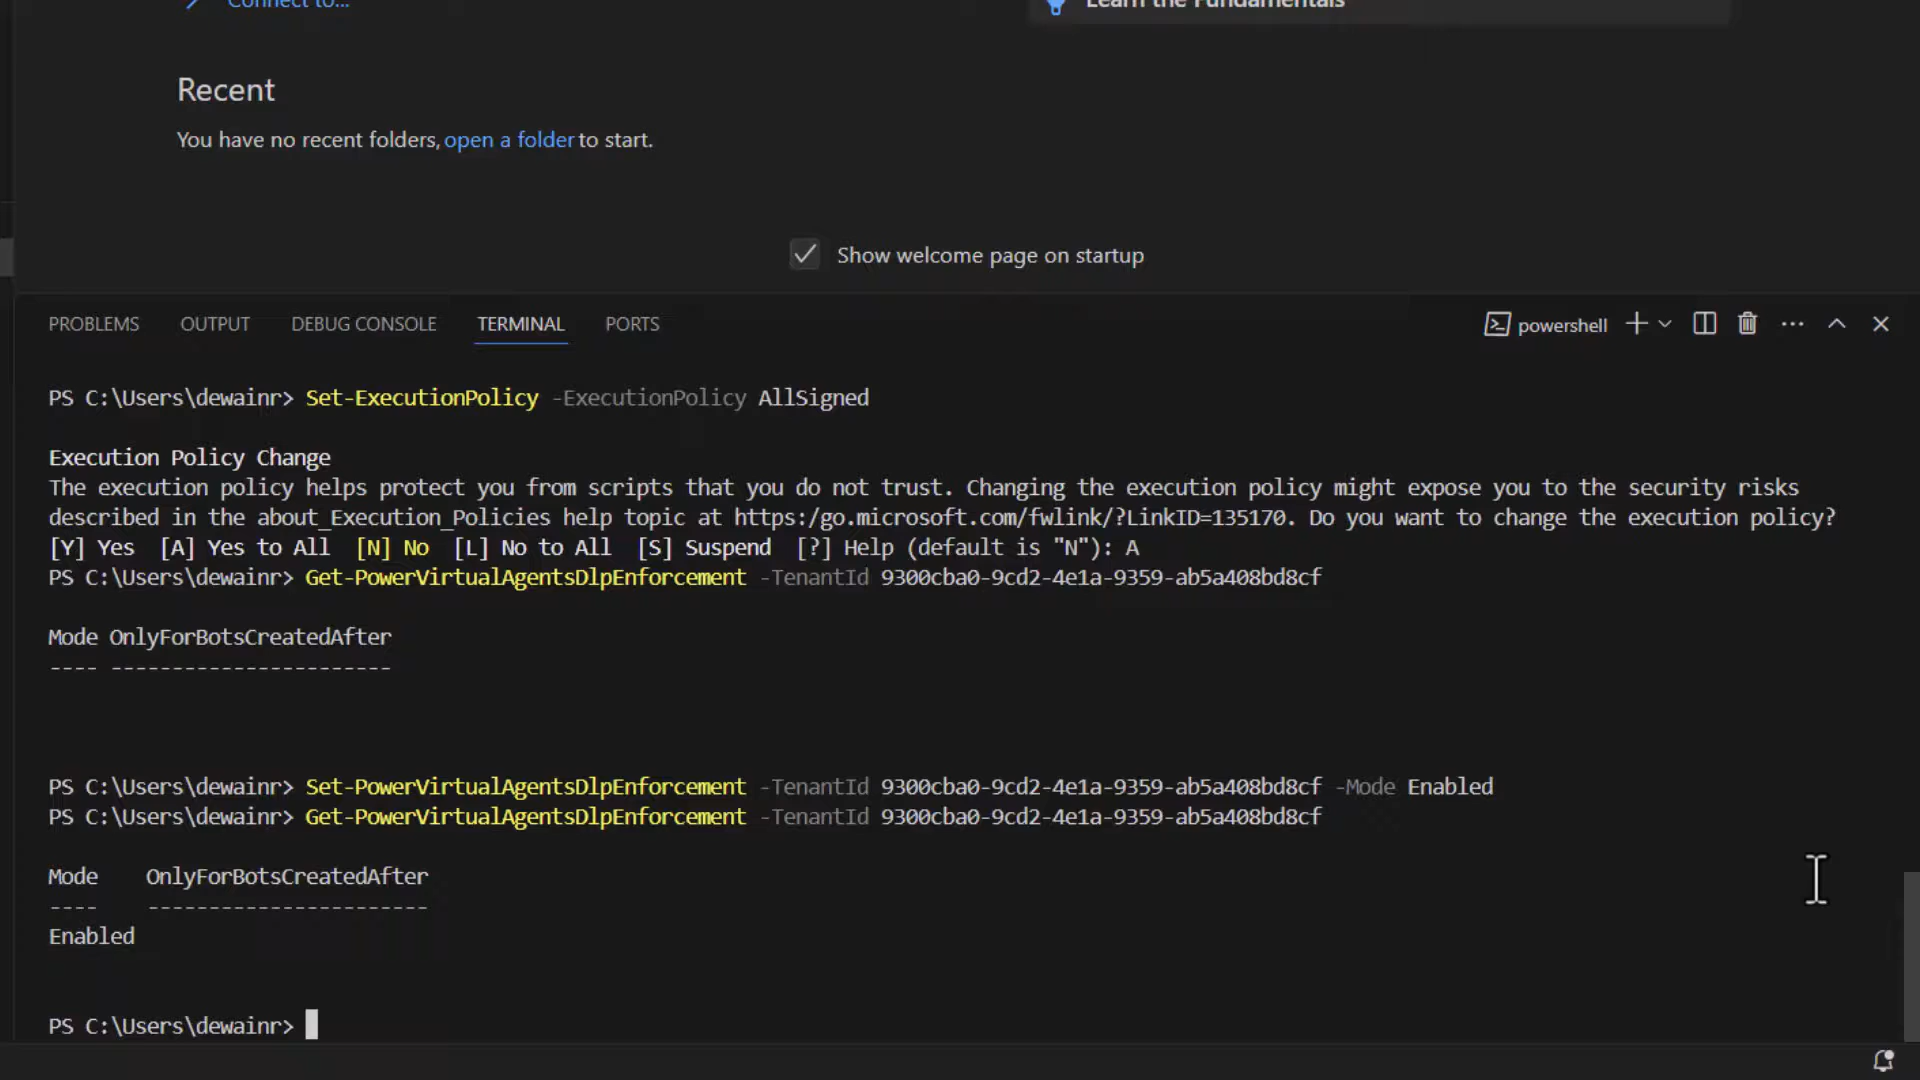 Connect to...
Learn the Fundamentals
Recent
You have no recent folders, open a folder to start.
Show welcome page on startup
PROBLEMS OUTPUT DEBUG CONSOLE TERMINAL PORTS powershell
PS C:\Users\dewainr> Set-ExecutionPolicy -ExecutionPolicy AllSigned
Execution Policy Change
The execution policy helps protect you from scripts that you do not trust. Changing the execution policy might expose you to the security risks
described in the about_Execution_Policies help topic at https:/go.microsoft.com/fwlink/?LinkID=135170. Do you want to change the execution policy?
[Y] Yes  [A] Yes to All  [N] No  [L] No to All  [S] Suspend  [?] Help (default is "N"): A
PS C:\Users\dewainr> Get-PowerVirtualAgentsDlpEnforcement -TenantId 9300cba0-9cd2-4e1a-9359-ab5a408bd8cf
Mode OnlyForBotsCreatedAfter
---- -----------------------
PS C:\Users\dewainr> Set-PowerVirtualAgentsDlpEnforcement -TenantId 9300cba0-9cd2-4e1a-9359-ab5a408bd8cf -Mode Enabled
PS C:\Users\dewainr> Get-PowerVirtualAgentsDlpEnforcement -TenantId 9300cba0-9cd2-4e1a-9359-ab5a408bd8cf
Mode    OnlyForBotsCreatedAfter
----    -----------------------
Enabled
PS C:\Users\dewainr>